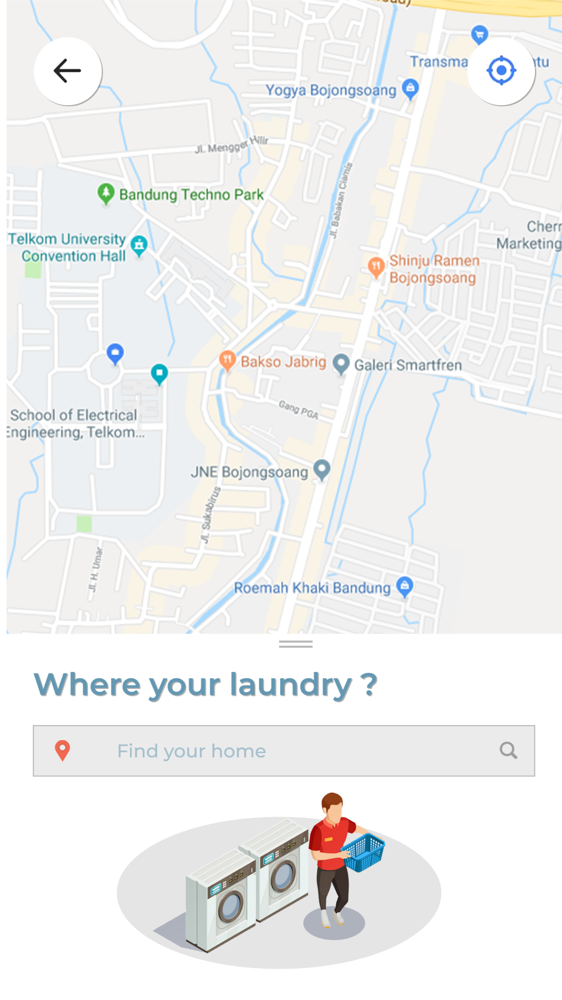 Transma
Yogya Bojongsoang
Jl. Mengger Hilir
Jl. Babakan Ciamis
Bandung Techno Park
Telkom University
Convention Hall
Cherr
Marketing
Shinju Ramen
Bojongsoang
Bakso Jabrig
Galeri Smartfren
Gang PGA
School of Electrical
Engineering, Telkom...
JNE Bojongsoang
Jl. Sukabirus
Jl. H. Umar
Roemah Khaki Bandung
Where your laundry ?
Find your home